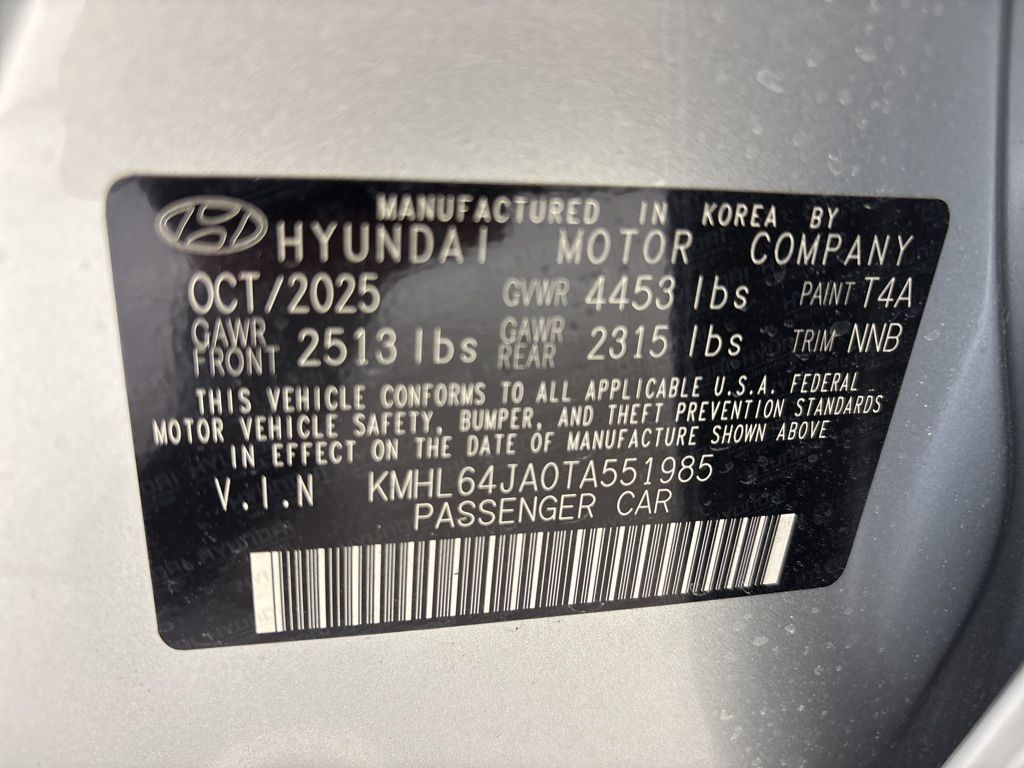 MANUFACTURED IN KOREA BY
HYUNDAI MOTOR COMPANY
OCT/2025 GVWR 4453 lbs PAINT T4A
GAWR FRONT 2513 lbs GAWR REAR 2315 lbs TRIM NNB
THIS VEHICLE CONFORMS TO ALL APPLICABLE U.S.A. FEDERAL
MOTOR VEHICLE SAFETY, BUMPER, AND THEFT PREVENTION STANDARDS
IN EFFECT ON THE DATE OF MANUFACTURE SHOWN ABOVE
V.I.N KMHL64JA0TA551985
PASSENGER CAR